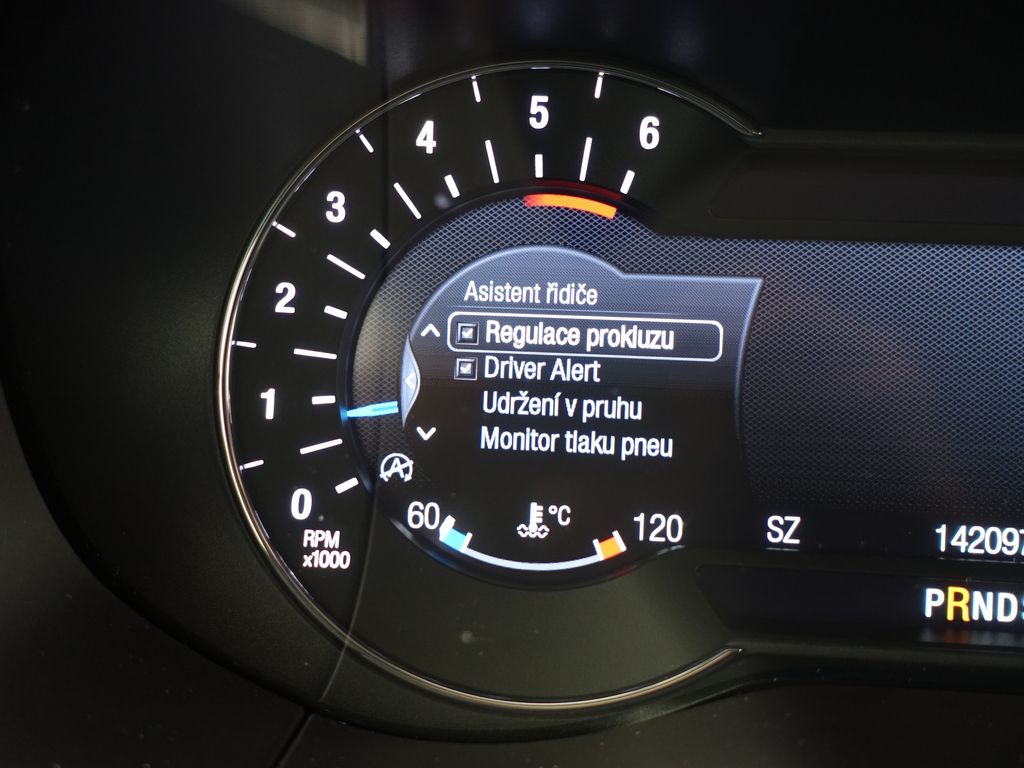 6
5
4
3
2
1
0
RPM
x1000
Asistent řidiče
Regulace prokluzu
Driver Alert
Udržení v pruhu
Monitor tlaku pneu
60 °C 120
SZ 142097
PRNDS